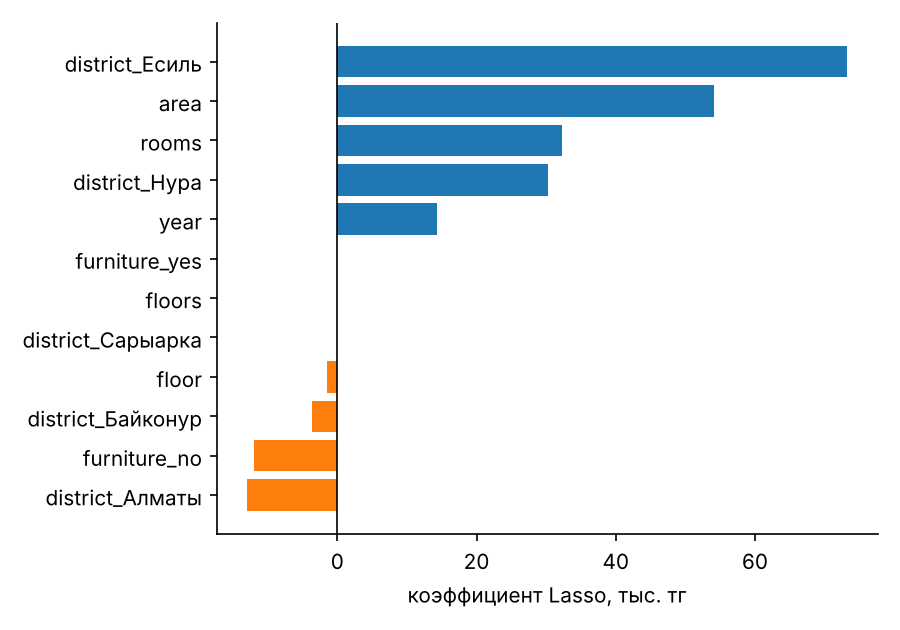 district_Есиль
area
rooms
district_Нура
year
furniture_yes
floors
district_Сарыарка
floor
district_Байконур
furniture_no
district_Алматы
0 20 40 60
коэффициент Lasso, тыс. тг